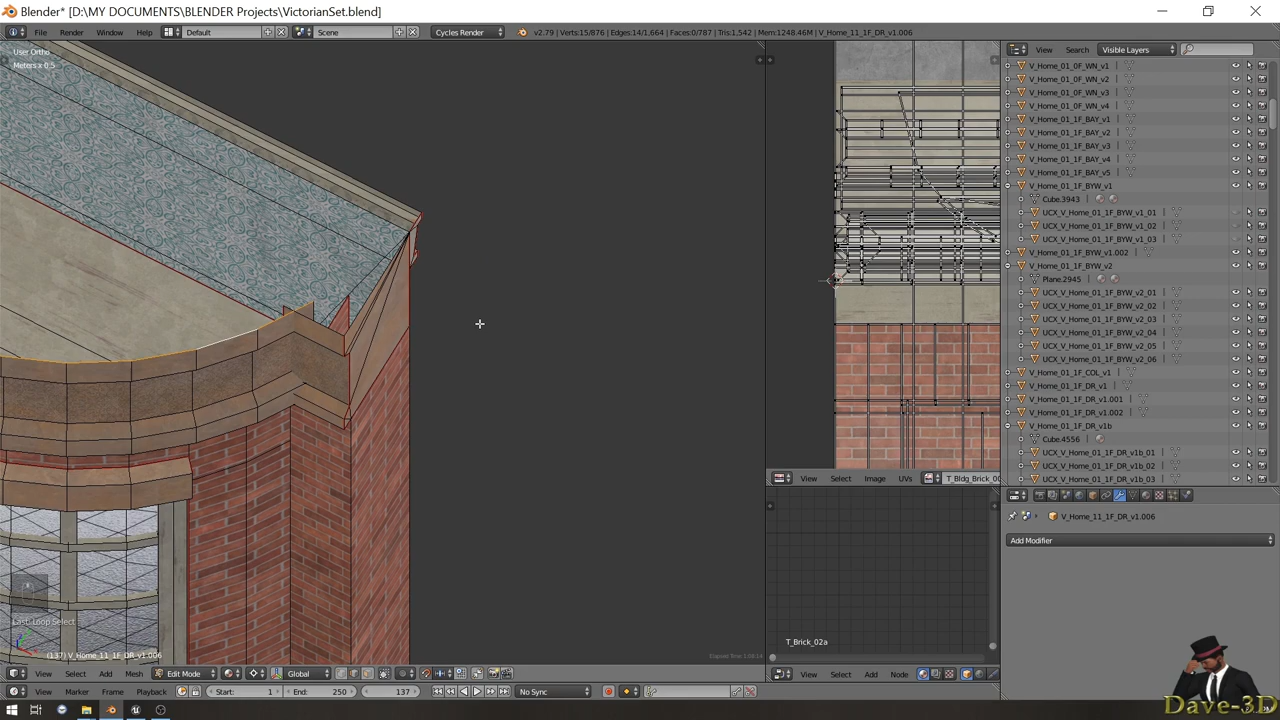 Blender* [D:\MY DOCUMENTS\BLENDER Projects\VictorianSet.blend]
File Render Window Help Default Scene Cycles Render v2.79 | Verts:15/876 | Edges:14/1,664 | Faces:0/787 | Tris:1,542 | Mem:1248.46M | V_Home_11_1F_DR_v1.006
View Search Visible Layers
User Ortho
Meters x 0.5
V_Home_01_0F_WN_v1
V_Home_01_0F_WN_v2
V_Home_01_0F_WN_v3
V_Home_01_0F_WN_v4
V_Home_01_1F_BAY_v1
V_Home_01_1F_BAY_v2
V_Home_01_1F_BAY_v3
V_Home_01_1F_BAY_v4
V_Home_01_1F_BAY_v5
V_Home_01_1F_BYW_v1
Cube.3943
UCX_V_Home_01_1F_BYW_v1_01
UCX_V_Home_01_1F_BYW_v1_02
UCX_V_Home_01_1F_BYW_v1_03
V_Home_01_1F_BYW_v1.002
V_Home_01_1F_BYW_v2
Plane.2945
UCX_V_Home_01_1F_BYW_v2_01
UCX_V_Home_01_1F_BYW_v2_02
UCX_V_Home_01_1F_BYW_v2_03
UCX_V_Home_01_1F_BYW_v2_04
UCX_V_Home_01_1F_BYW_v2_05
UCX_V_Home_01_1F_BYW_v2_06
V_Home_01_1F_COL_v1
V_Home_01_1F_DR_v1
V_Home_01_1F_DR_v1.001
V_Home_01_1F_DR_v1.002
V_Home_01_1F_DR_v1b
Cube.4556
UCX_V_Home_01_1F_DR_v1b_01
UCX_V_Home_01_1F_DR_v1b_02
UCX_V_Home_01_1F_DR_v1b_03
View Select Image UVs T_Bldg_Brick_00
V_Home_11_1F_DR_v1.006
Add Modifier
Last: Loop Select
T_Brick_02a
(137) V_Home_11_1F_DR_v1.006
View Select Add Mesh Edit Mode Global
View Select Add Node
View Marker Frame Playback Start: 1 End: 250 137 No Sync
Dave-3D